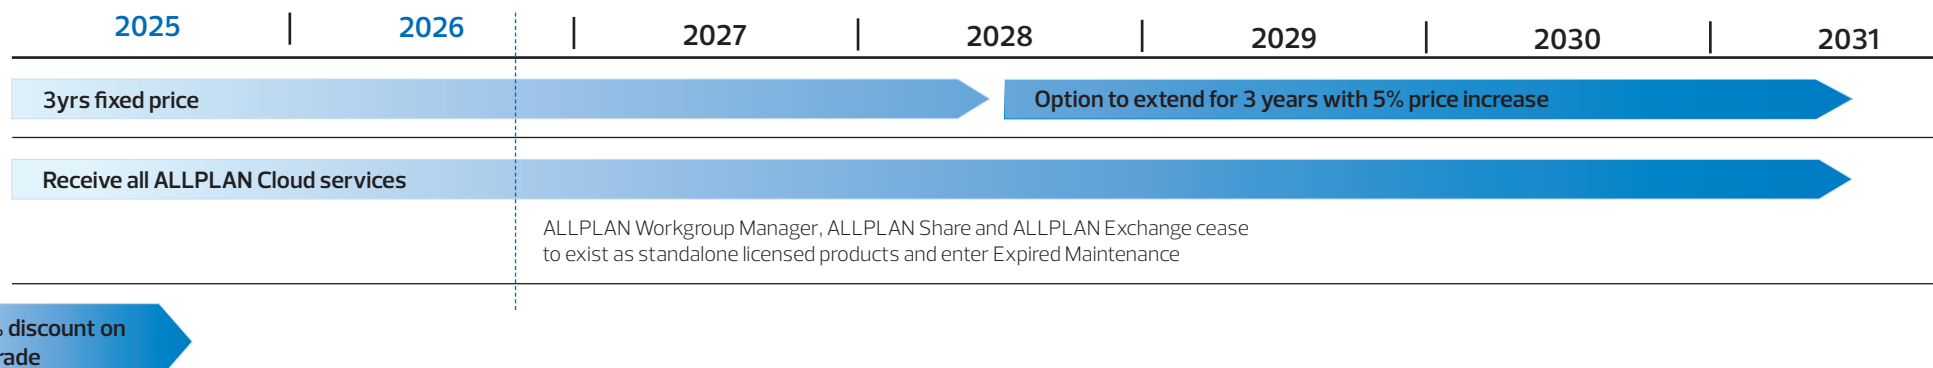 2025 2026 2027 2028 2029 2030 2031
3yrs fixed price Option to extend for 3 years with 5% price increase
Receive all ALLPLAN Cloud services
ALLPLAN Workgroup Manager, ALLPLAN Share and ALLPLAN Exchange cease
to exist as standalone licensed products and enter Expired Maintenance
discount on